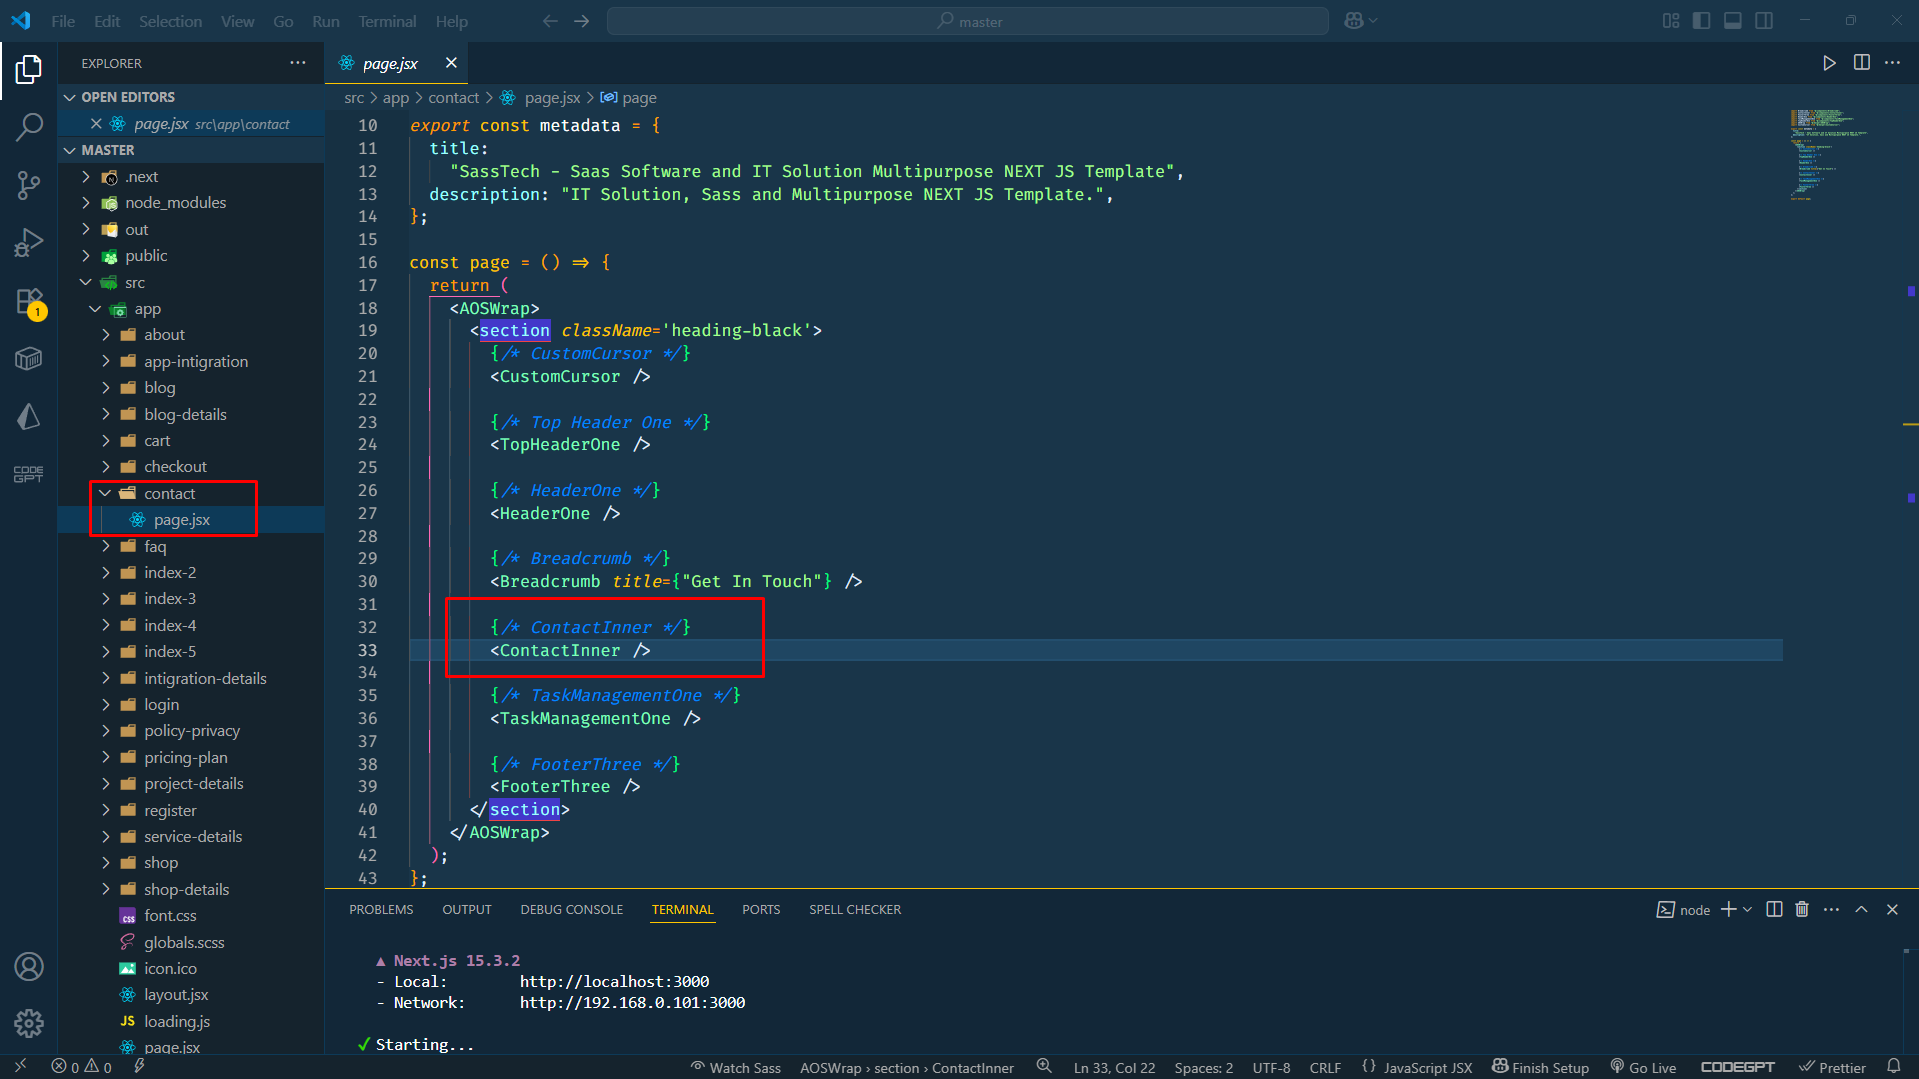 File Edit Selection View Go Run Terminal Help
master
EXPLORER
OPEN EDITORS
page.jsx src\app\contact
MASTER
.next
node_modules
out
public
src
app
about
app-intigration
blog
blog-details
cart
checkout
contact
page.jsx
faq
index-2
index-3
index-4
index-5
intigration-details
login
policy-privacy
pricing-plan
project-details
register
service-details
shop
shop-details
font.css
globals.scss
icon.ico
layout.jsx
loading.js
page.jsx
1
CODE
GPT
page.jsx
src > app > contact > page.jsx > page
10 export const metadata = {
11 title:
12 "SassTech - Saas Software and IT Solution Multipurpose NEXT JS Template",
13 description: "IT Solution, Sass and Multipurpose NEXT JS Template.",
14 };
15
16 const page = () => {
17 return (
18 <AOSWrap>
19 <section className='heading-black'>
20 {/* CustomCursor */}
21 <CustomCursor />
22
23 {/* Top Header One */}
24 <TopHeaderOne />
25
26 {/* HeaderOne */}
27 <HeaderOne />
28
29 {/* Breadcrumb */}
30 <Breadcrumb title={"Get In Touch"} />
31
32 {/* ContactInner */}
33 <ContactInner />
34
35 {/* TaskManagementOne */}
36 <TaskManagementOne />
37
38 {/* FooterThree */}
39 <FooterThree />
40 </section>
41 </AOSWrap>
42 );
43 };
PROBLEMS OUTPUT DEBUG CONSOLE TERMINAL PORTS SPELL CHECKER
node
▲ Next.js 15.3.2
- Local: http://localhost:3000
- Network: http://192.168.0.101:3000
✓ Starting...
0 0
Watch Sass AOSWrap > section > ContactInner Ln 33, Col 22 Spaces: 2 UTF-8 CRLF {} JavaScript JSX Finish Setup Go Live CODEGPT Prettier